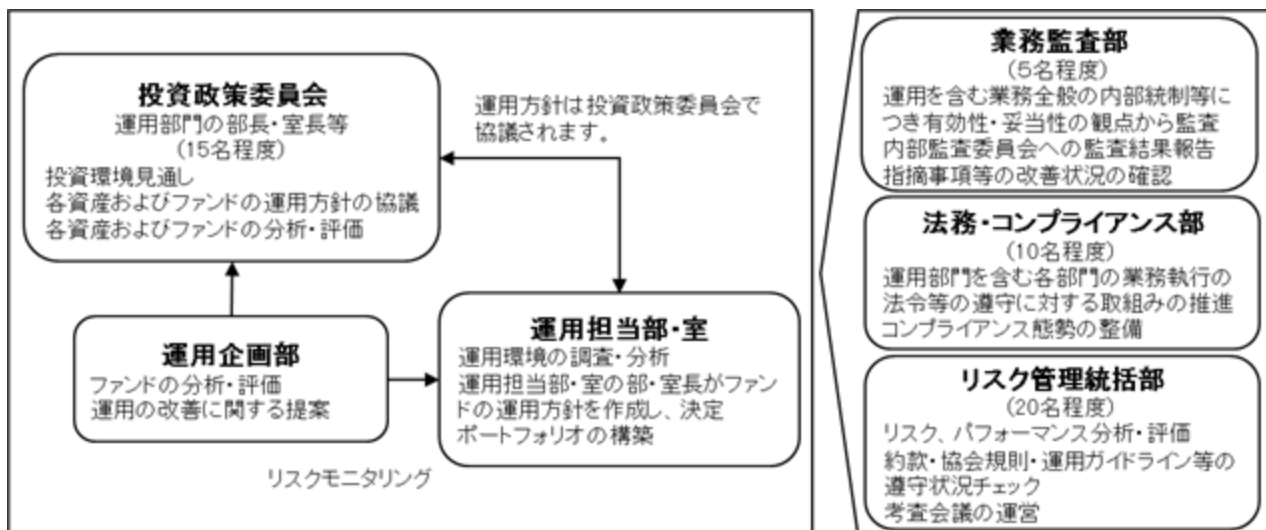 投資政策委員会
運用部門の部長・室長等
(15名程度)
投資環境見通し
各資産およびファンドの運用方針の協議
各資産およびファンドの分析・評価
運用方針は投資政策委員会で
協議されます。
運用企画部
ファンドの分析・評価
運用の改善に関する提案
運用担当部・室
運用環境の調査・分析
運用担当部・室の部・室長がファン
ドの運用方針を作成し、決定
ポートフォリオの構築
リスクモニタリング
業務監査部
(5名程度)
運用を含む業務全般の内部統制等に
つき有効性・妥当性の観点から監査
内部監査委員会への監査結果報告
指摘事項等の改善状況の確認
法務・コンプライアンス部
(10名程度)
運用部門を含む各部門の業務執行の
法令等の遵守に対する取組みの推進
コンプライアンス態勢の整備
リスク管理統括部
(20名程度)
リスク、パフォーマンス分析・評価
約款・協会規則・運用ガイドライン等の
遵守状況チェック
考査会議の運営